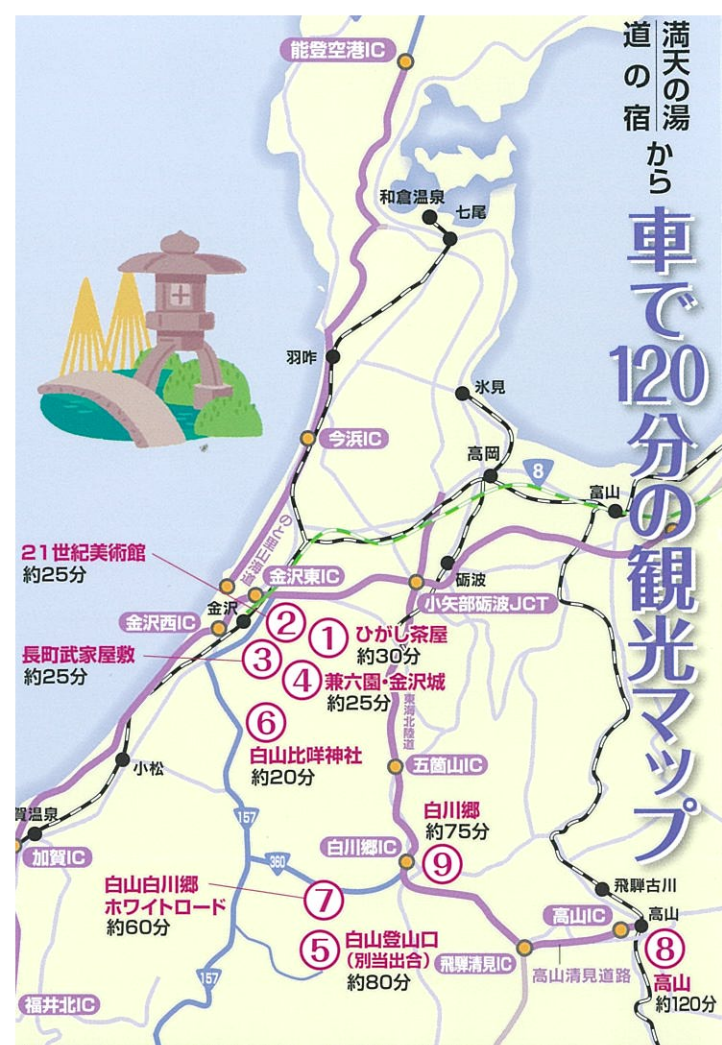 満天の湯
道の宿
から
車で120分の観光マップ
能登空港IC
和倉温泉
七尾
羽咋
氷見
今浜IC
高岡
8
富山
のと里山海道
21世紀美術館
約25分
金沢東IC
砺波
小矢部砺波JCT
金沢
金沢西IC
②
①
ひがし茶屋
約30分
長町武家屋敷
約25分
③
④
兼六園・金沢城
約25分
東海北陸道
⑥
白山比咩神社
約20分
小松
五箇山IC
賀温泉
加賀IC
157
360
白川郷
約75分
白川郷IC
⑨
白山白川郷
ホワイトロード
約60分
⑦
飛騨古川
高山IC
高山
⑤
白山登山口
(別当出合)
約80分
飛騨清見IC
高山清見道路
⑧
高山
約120分
157
福井北IC